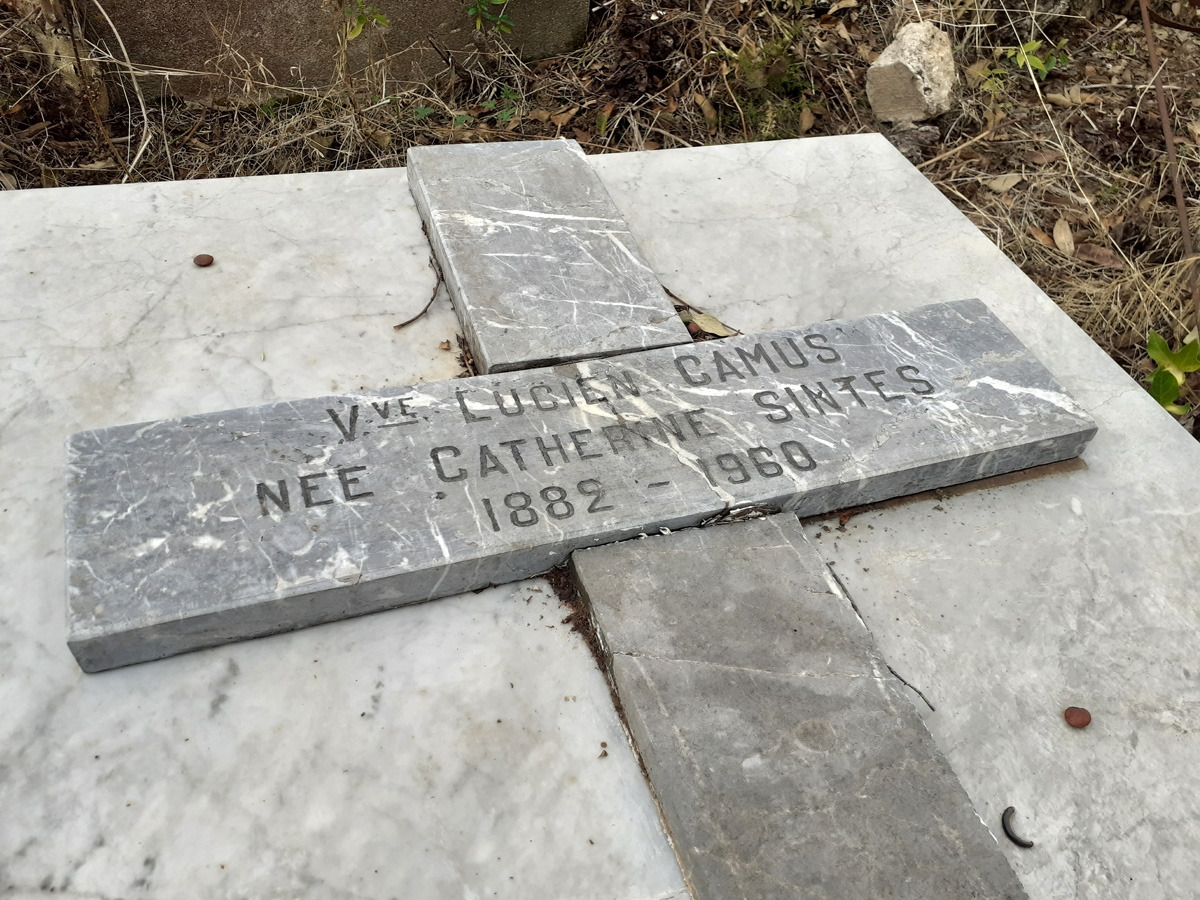 Vve LUCIEN CAMUS
NEE CATHERINE SINTES
1882 - 1960